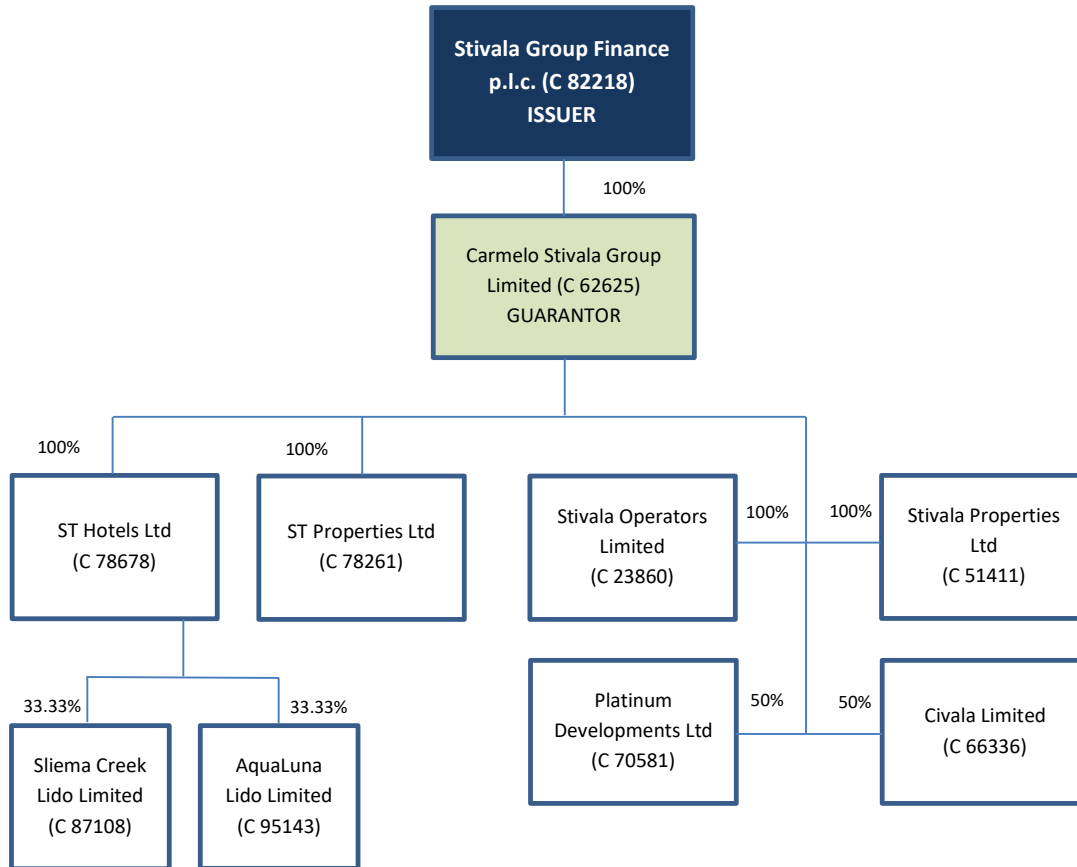 Stivala Group Finance
p.l.c. (C 82218)
ISSUER
100%
Carmelo Stivala Group
Limited (C 62625)
GUARANTOR
100%
100%
ST Hotels Ltd
(C 78678)
ST Properties Ltd
(C 78261)
Stivala Operators
Limited
(C 23860)
100%
100%
Stivala Properties
Ltd
(C 51411)
33.33%
33.33%
Sliema Creek
Lido Limited
(C 87108)
AquaLuna
Lido Limited
(C 95143)
Platinum
Developments Ltd
(C 70581)
50%
50%
Civala Limited
(C 66336)